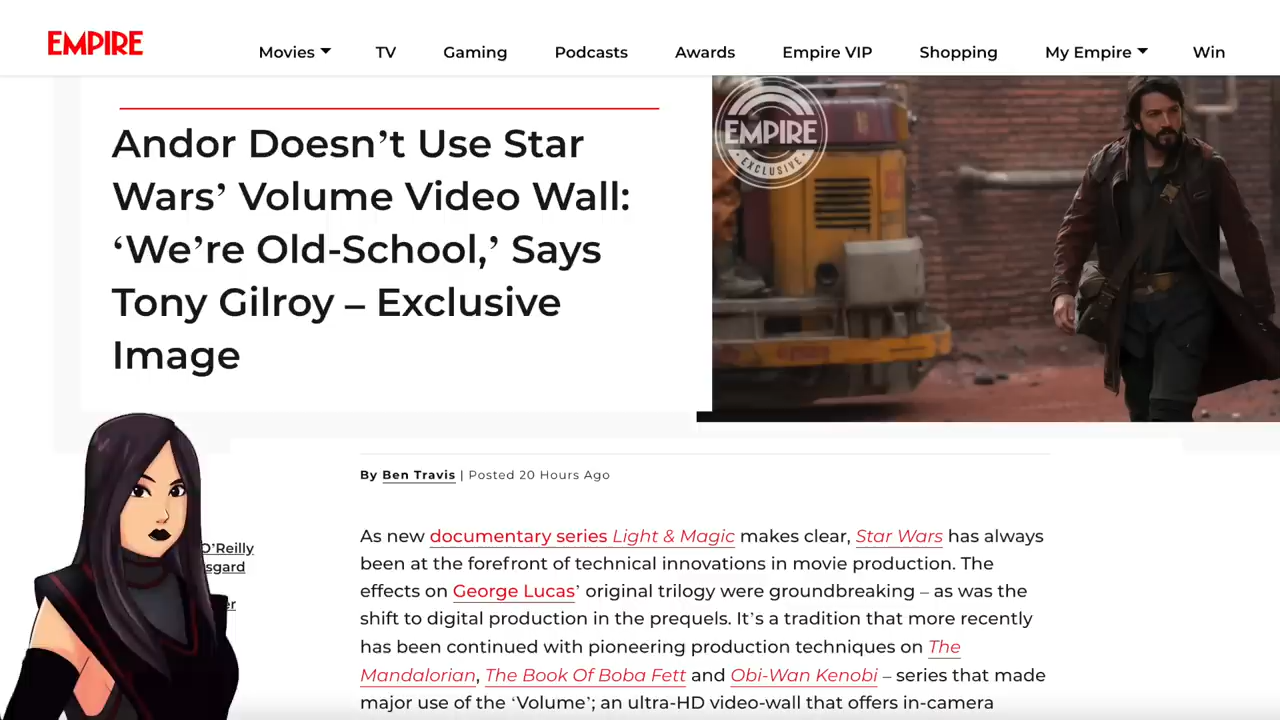 EMPIRE
Movies TV Gaming Podcasts Awards Empire VIP Shopping My Empire Win
Andor Doesn’t Use Star
Wars’ Volume Video Wall:
‘We’re Old-School,’ Says
Tony Gilroy – Exclusive
Image
EMPIRE
EXCLUSIVE
By Ben Travis | Posted 20 Hours Ago
As new documentary series Light & Magic makes clear, Star Wars has always
been at the forefront of technical innovations in movie production. The
effects on George Lucas’ original trilogy were groundbreaking – as was the
shift to digital production in the prequels. It’s a tradition that more recently
has been continued with pioneering production techniques on The
Mandalorian, The Book Of Boba Fett and Obi-Wan Kenobi – series that made
major use of the ‘Volume’; an ultra-HD video-wall that offers in-camera
O’Reilly